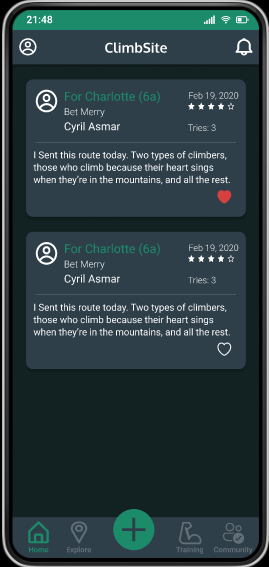 21:48
ClimbSite
For Charlotte (6a)
Feb 19, 2020
Bet Merry
Cyril Asmar
Tries: 3
I Sent this route today. Two types of climbers,
those who climb because their heart sings
when they're in the mountains, and all the rest.
For Charlotte (6a)
Feb 19, 2020
Bet Merry
Cyril Asmar
Tries: 3
I Sent this route today. Two types of climbers,
those who climb because their heart sings
when they're in the mountains, and all the rest.
Home Explore Training Community